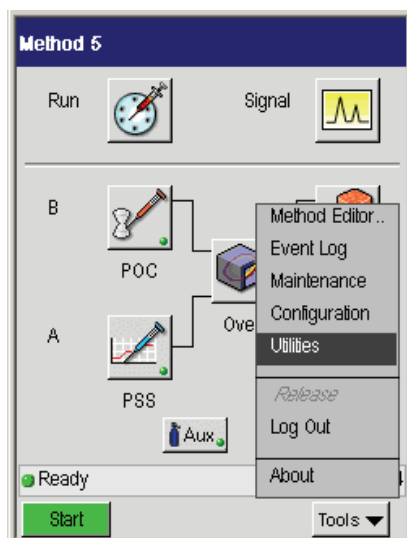 Method 5
Run
Signal
B
POC
A
PSS
Ove
Aux
Method Editor..
Event Log
Maintenance
Configuration
Utilities
Release
Log Out
About
Ready
Start
Tools